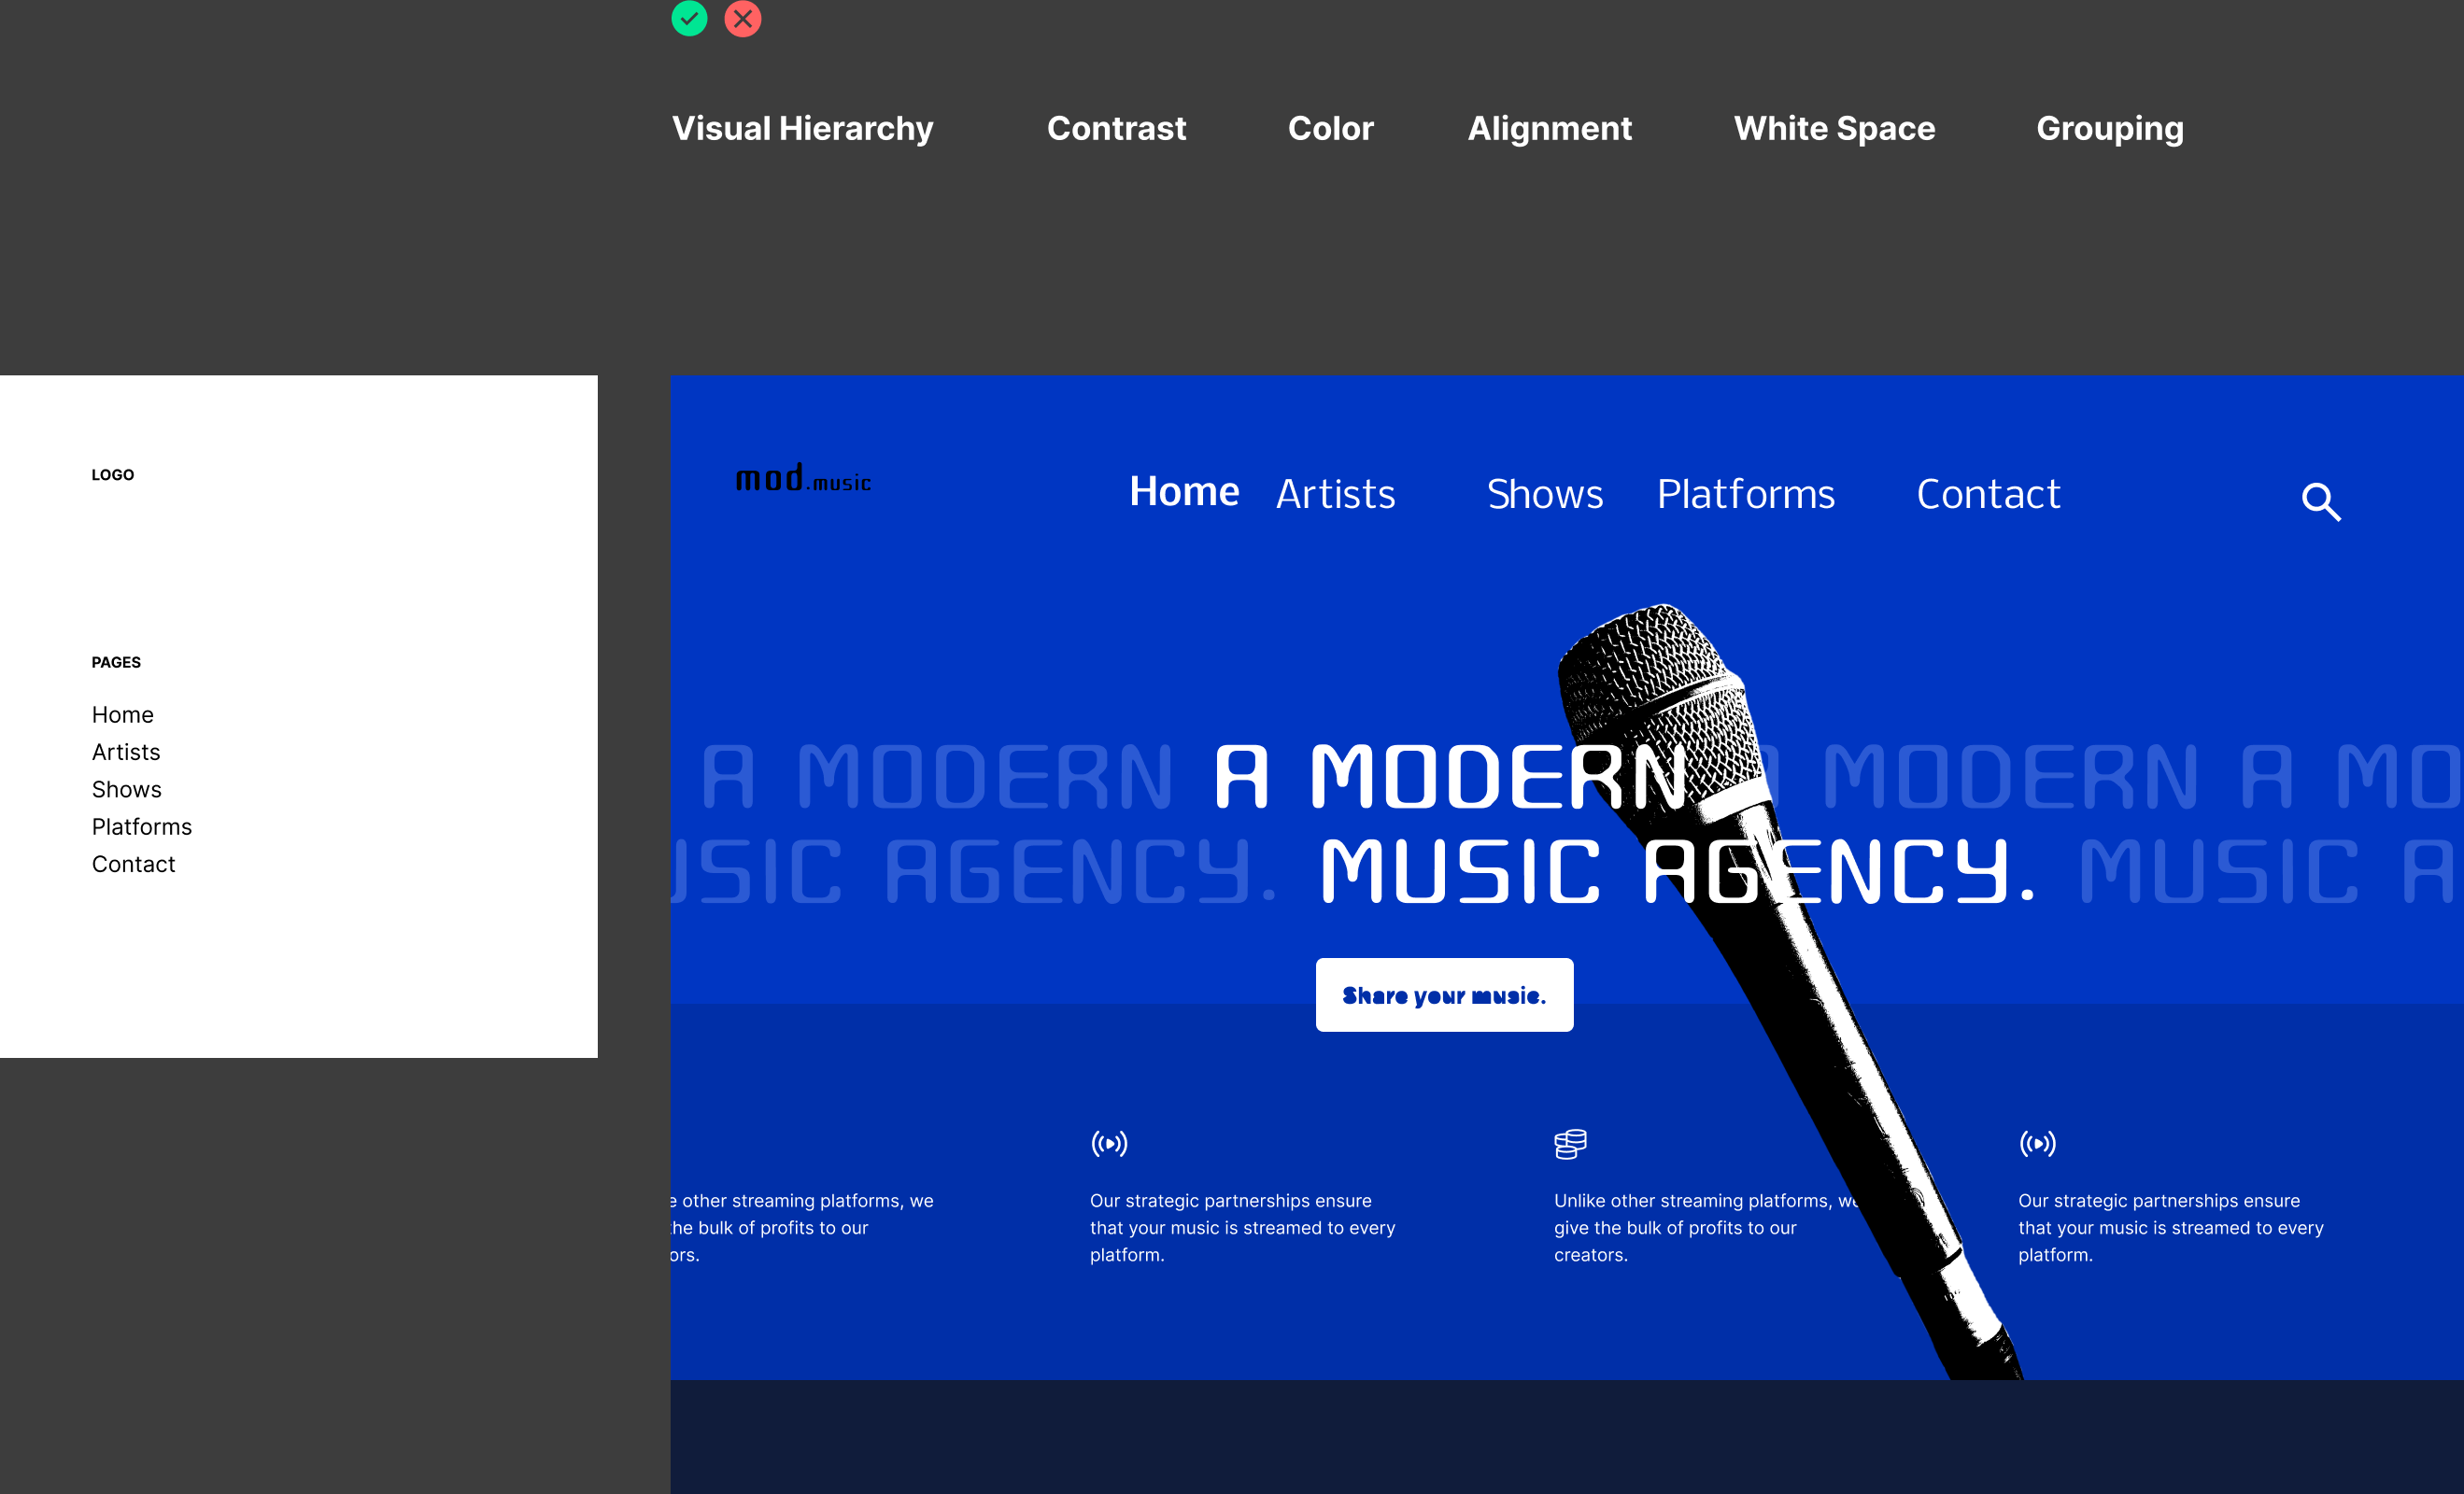 Visual Hierarchy Contrast Color Alignment White Space Grouping
LOGO
PAGES
Home
Artists
Shows
Platforms
Contact
mod.music Home Artists Shows Platforms Contact
A MODERN A MODERN MODERN A MO
USIC AGENCY. MUSIC AGENCY. MUSIC A
Share your music.
e other streaming platforms, we
the bulk of profits to our
ors.
Our strategic partnerships ensure
that your music is streamed to every
platform.
Unlike other streaming platforms, we
give the bulk of profits to our
creators.
Our strategic partnerships ensure
that your music is streamed to every
platform.